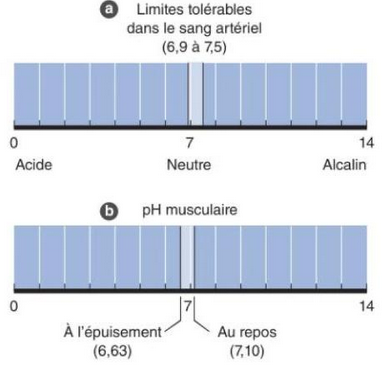 a Limites tolérables
dans le sang artériel
(6,9 à 7,5)
0 7 14
Acide Neutre Alcalin
b pH musculaire
0 7 14
À l'épuisement Au repos
(6,63) (7,10)